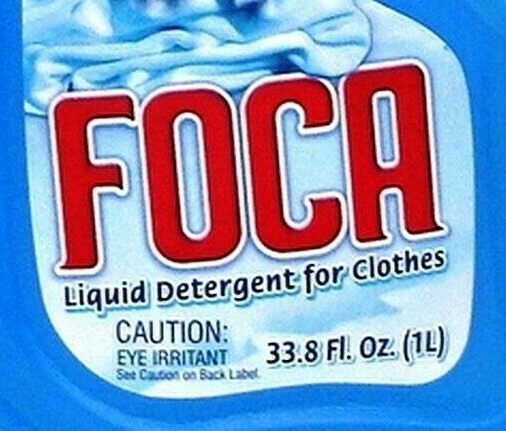 FOCA
Liquid Detergent for Clothes
CAUTION:
EYE IRRITANT
See Caution on Back Label.
33.8 Fl. Oz. (1L)